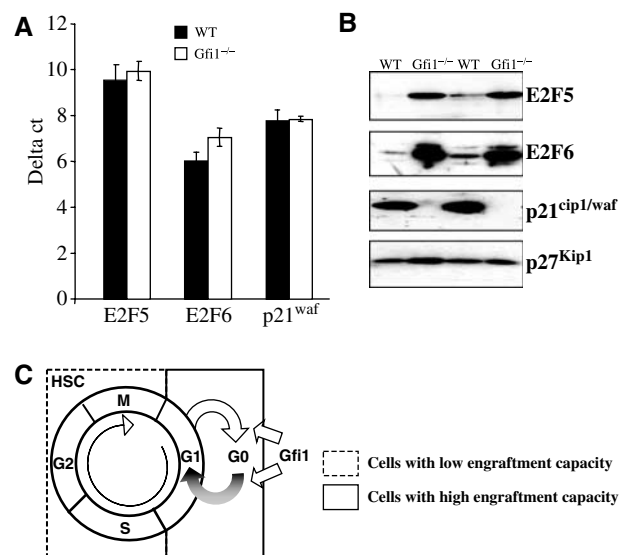 A
12
10
8
6
4
2
0
Delta ct
WT
Gfi1⁻/⁻
E2F5
E2F6
p21ʷᵃᶠ
B
WT Gfi1⁻/⁻ WT Gfi1⁻/⁻
E2F5
E2F6
p21ᶜⁱᵖ¹/ʷᵃᶠ
p27ᴷⁱᵖ¹
C
HSC
M
G2
G1
G0
Gfi1
S
Cells with low engraftment capacity
Cells with high engraftment capacity